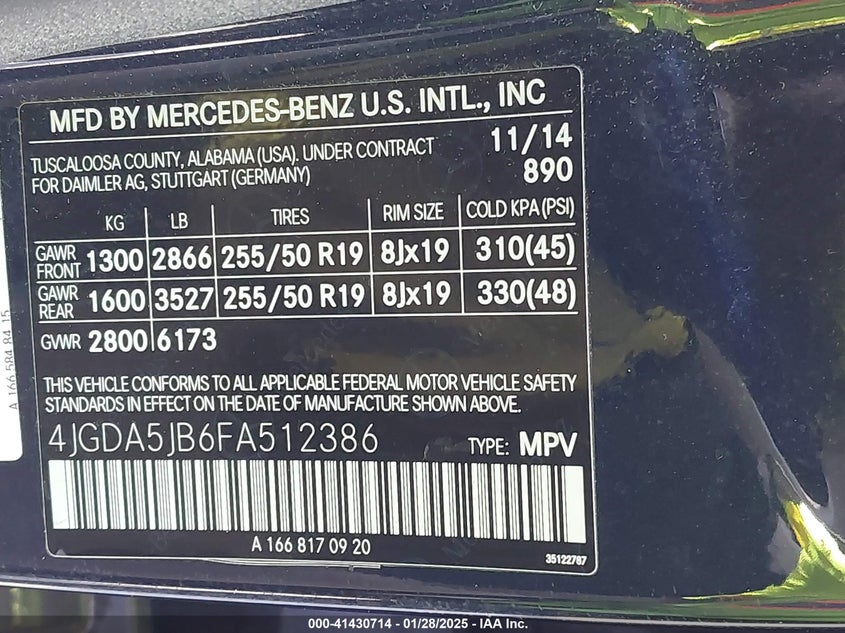 MFD BY MERCEDES-BENZ U.S. INTL., INC
TUSCALOOSA COUNTY, ALABAMA (USA). UNDER CONTRACT
FOR DAIMLER AG, STUTTGART (GERMANY)
11/14
890
KG LB TIRES RIM SIZE COLD KPA (PSI)
GAWR FRONT 1300 2866 255/50 R19 8Jx19 310(45)
GAWR REAR 1600 3527 255/50 R19 8Jx19 330(48)
GVWR 2800 6173
THIS VEHICLE CONFORMS TO ALL APPLICABLE FEDERAL MOTOR VEHICLE SAFETY
STANDARDS IN EFFECT ON THE DATE OF MANUFACTURE SHOWN ABOVE.
4JGDA5JB6FA512386 TYPE: MPV
A 166 817 09 20
35122787
A 166 584 84 15
000-41430714 - 01/28/2025 - IAA Inc.